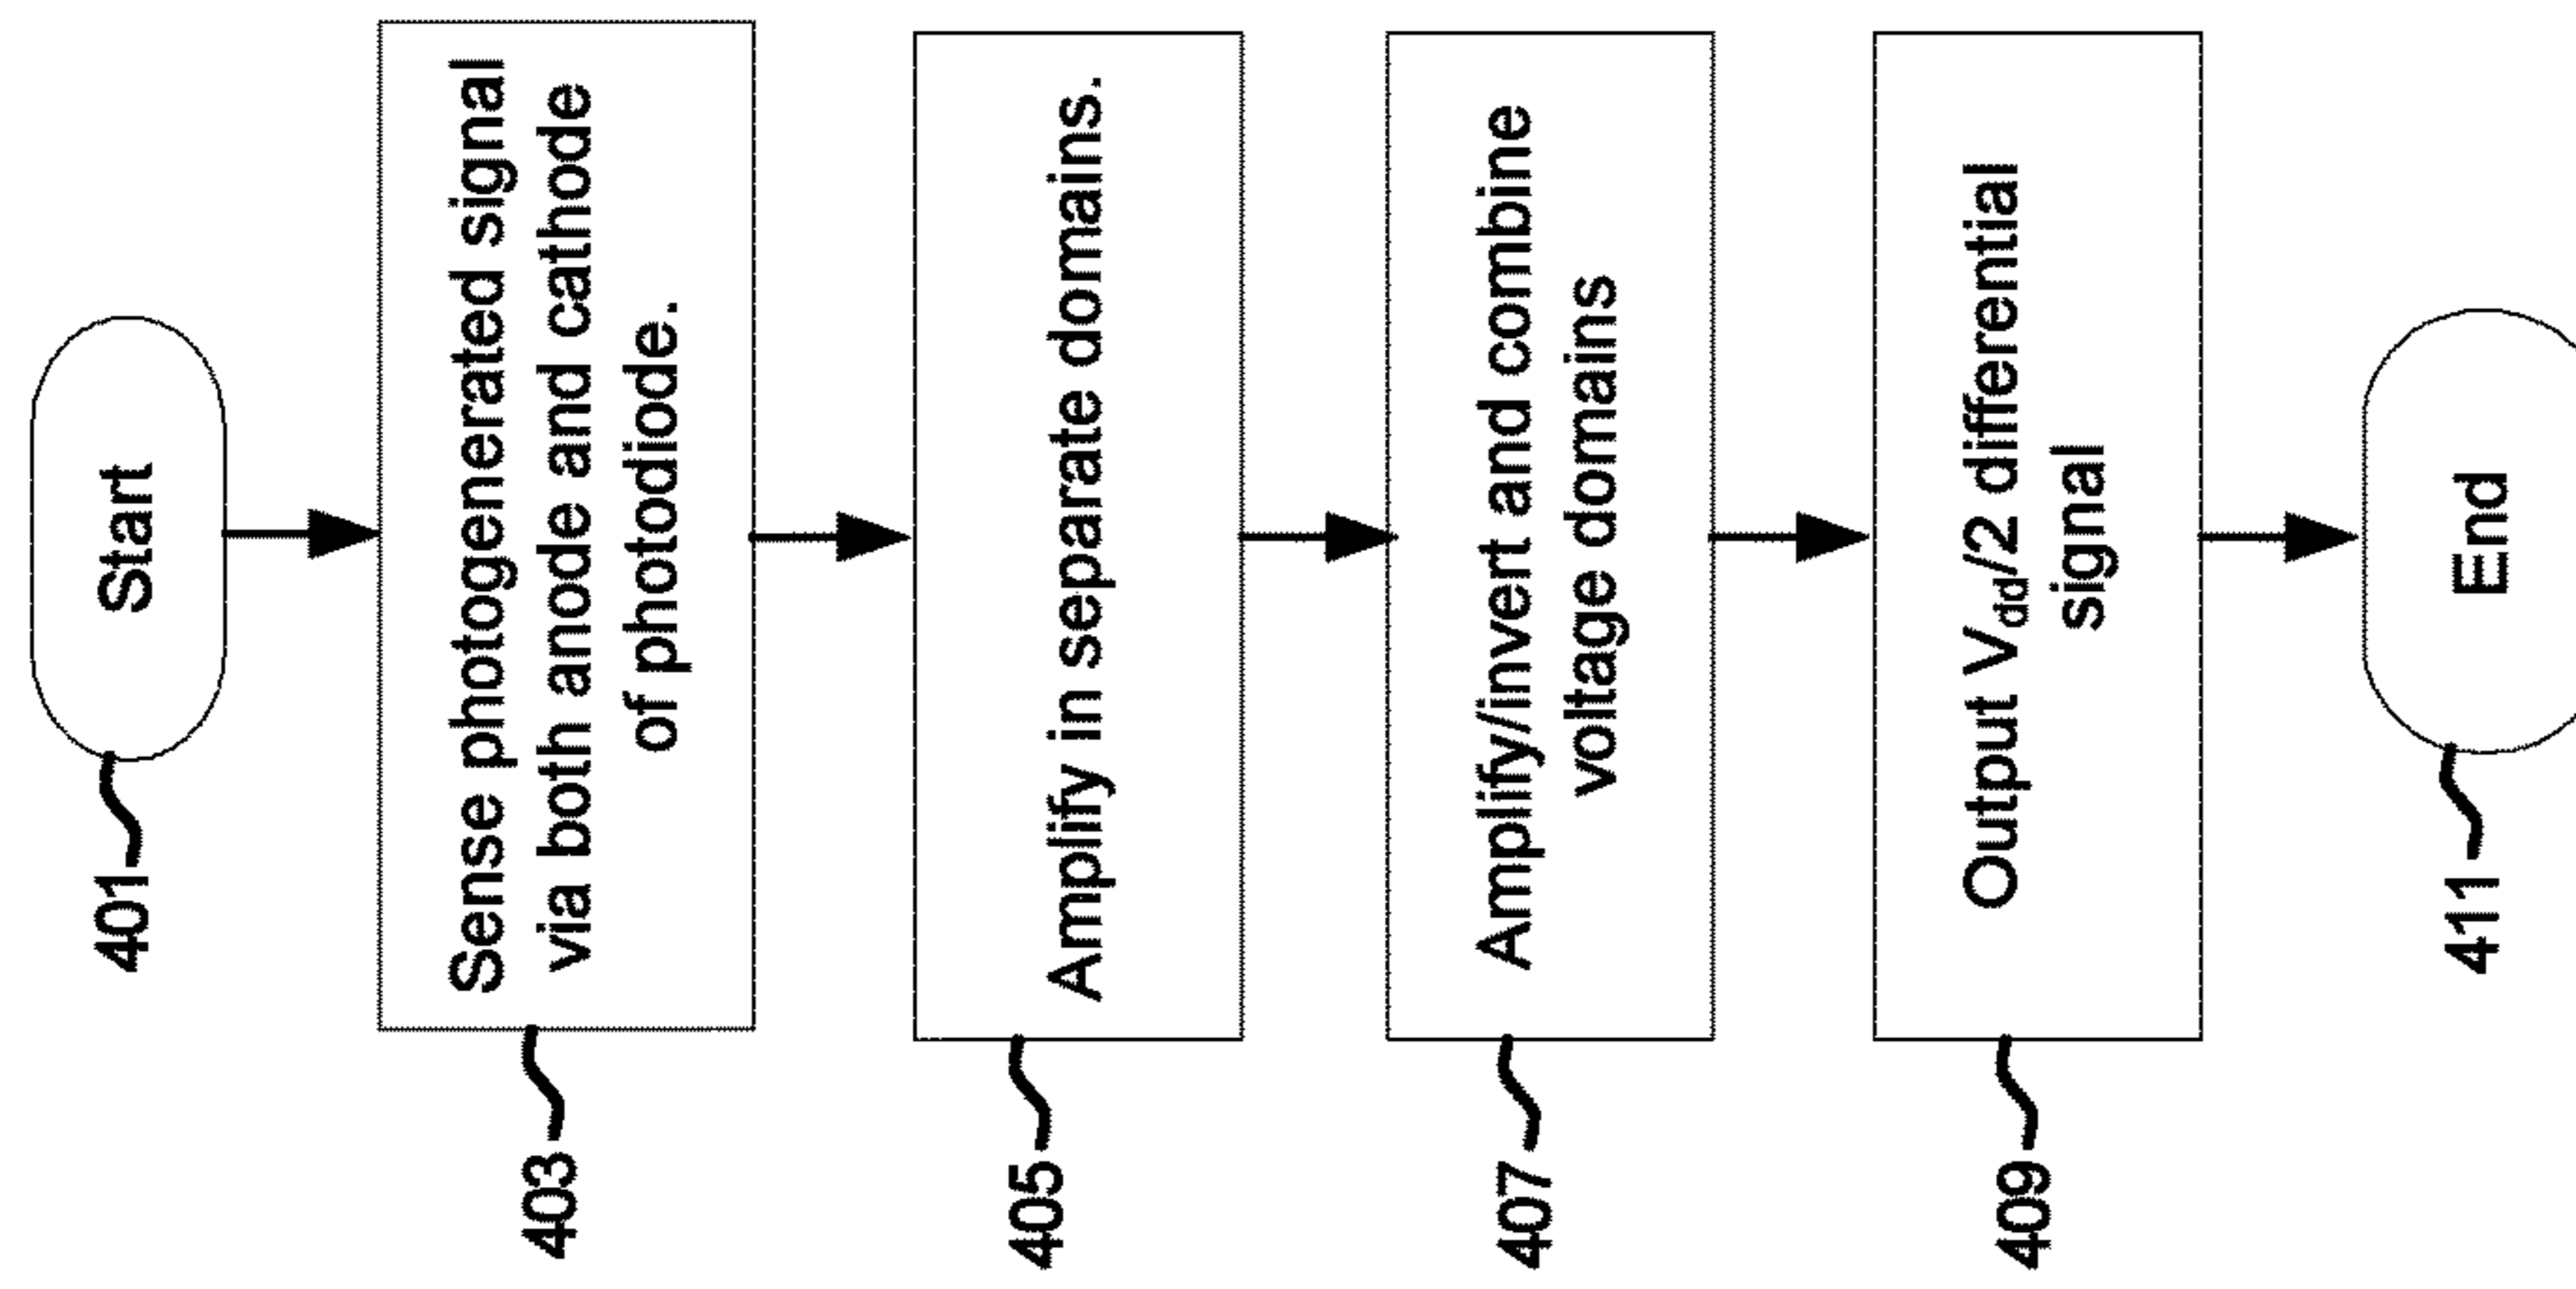 401
Start
403
Sense photogenerated signal
via both anode and cathode
of photodiode.
405
Amplify in separate domains.
407
Amplify/invert and combine
voltage domains
409
Output Vdd/2 differential
signal
411
End